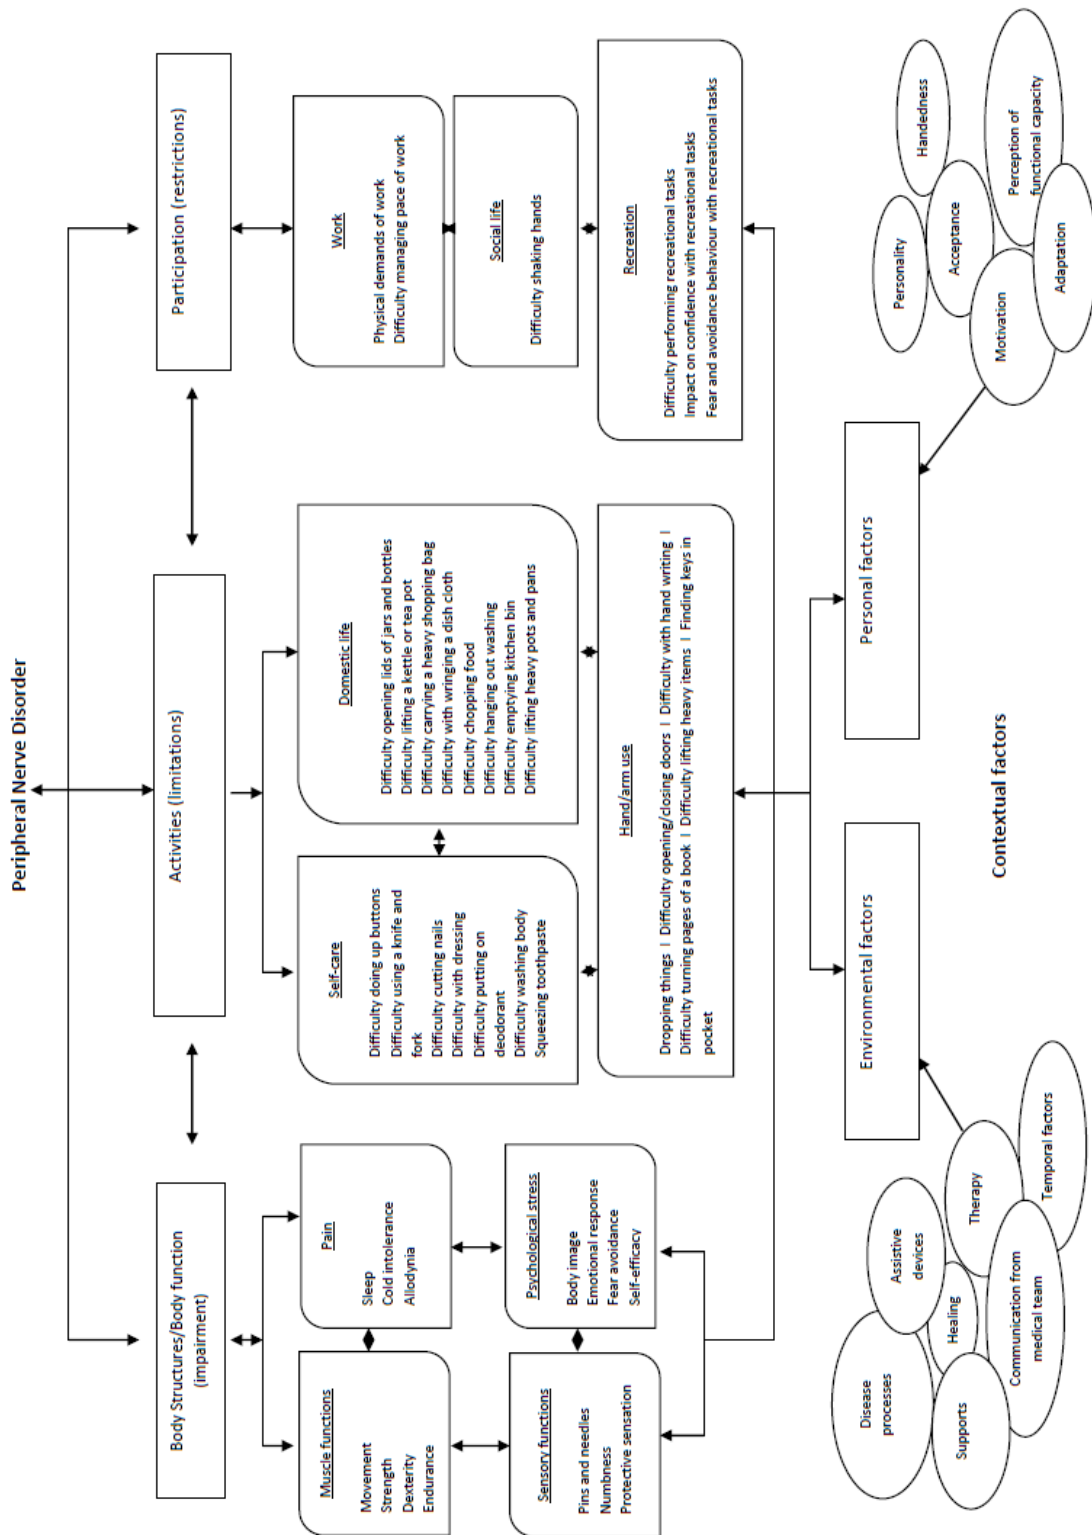 Peripheral Nerve Disorder
Body Structures/Body function
(impairment)
Activities (limitations)
Participation (restrictions)
Muscle functions
Movement
Strength
Dexterity
Endurance
Pain
Sleep
Cold intolerance
Allodynia
Sensory functions
Pins and needles
Numbness
Protective sensation
Psychological stress
Body image
Emotional response
Fear avoidance
Self-efficacy
Self-care
Difficulty doing up buttons
Difficulty using a knife and
fork
Difficulty cutting nails
Difficulty with dressing
Difficulty putting on
deodorant
Difficulty washing body
Squeezing toothpaste
Domestic life
Difficulty opening lids of jars and bottles
Difficulty lifting a kettle or tea pot
Difficulty carrying a heavy shopping bag
Difficulty with wringing a dish cloth
Difficulty chopping food
Difficulty hanging out washing
Difficulty emptying kitchen bin
Difficulty lifting heavy pots and pans
Hand/arm use
Dropping things I Difficulty opening/closing doors I Difficulty with hand writing I
Difficulty turning pages of a book I Difficulty lifting heavy items I Finding keys in
pocket
Work
Physical demands of work
Difficulty managing pace of work
Social life
Difficulty shaking hands
Recreation
Difficulty performing recreational tasks
Impact on confidence with recreational tasks
Fear and avoidance behaviour with recreational tasks
Environmental factors
Personal factors
Contextual factors
Disease
processes
Assistive
devices
Healing
Therapy
Supports
Communication from
medical team
Temporal factors
Personality
Handedness
Acceptance
Motivation
Perception of
functional capacity
Adaptation